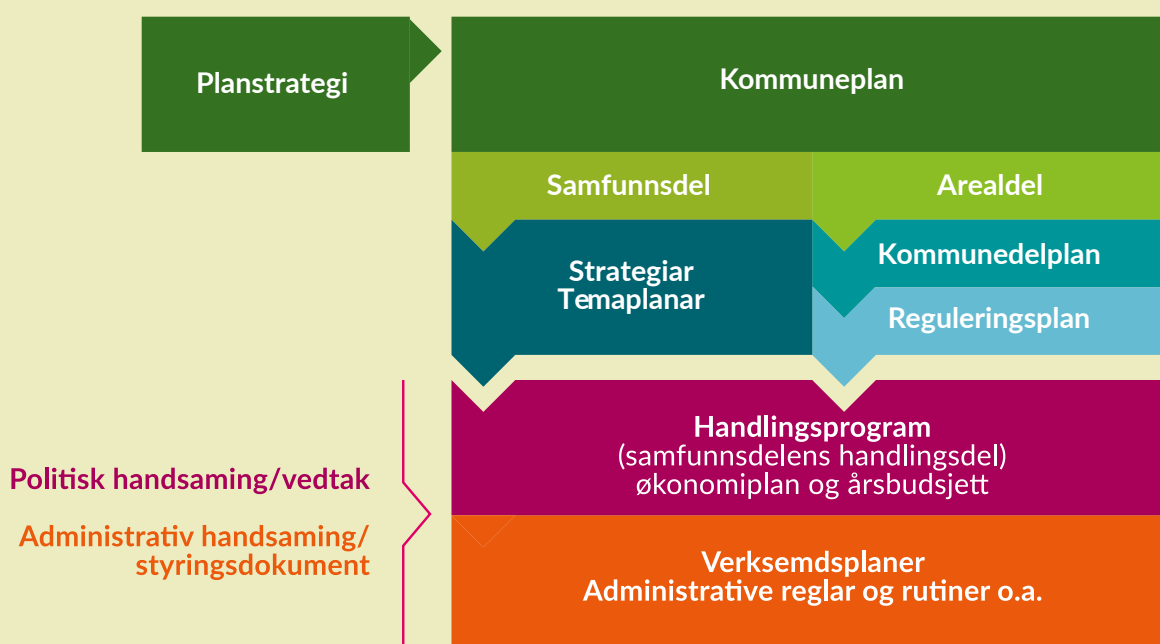 Planstrategi
Kommuneplan
Samfunnsdel
Arealdel
Strategiar
Temaplanar
Kommunedelplan
Reguleringsplan
Handlingsprogram
(samfunnsdelens handlingsdel)
økonomiplan og årsbudsjett
Politisk handsaming/vedtak
Administrativ handsaming/
styringsdokument
Verksemdsplaner
Administrative reglar og rutiner o.a.